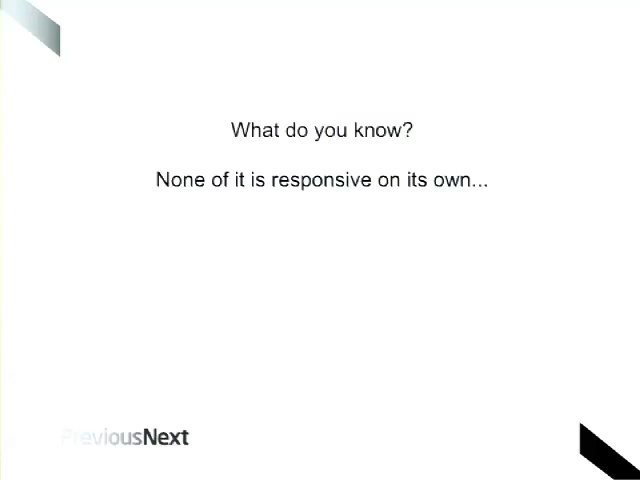 What do you know?
None of it is responsive on its own...
PreviousNext